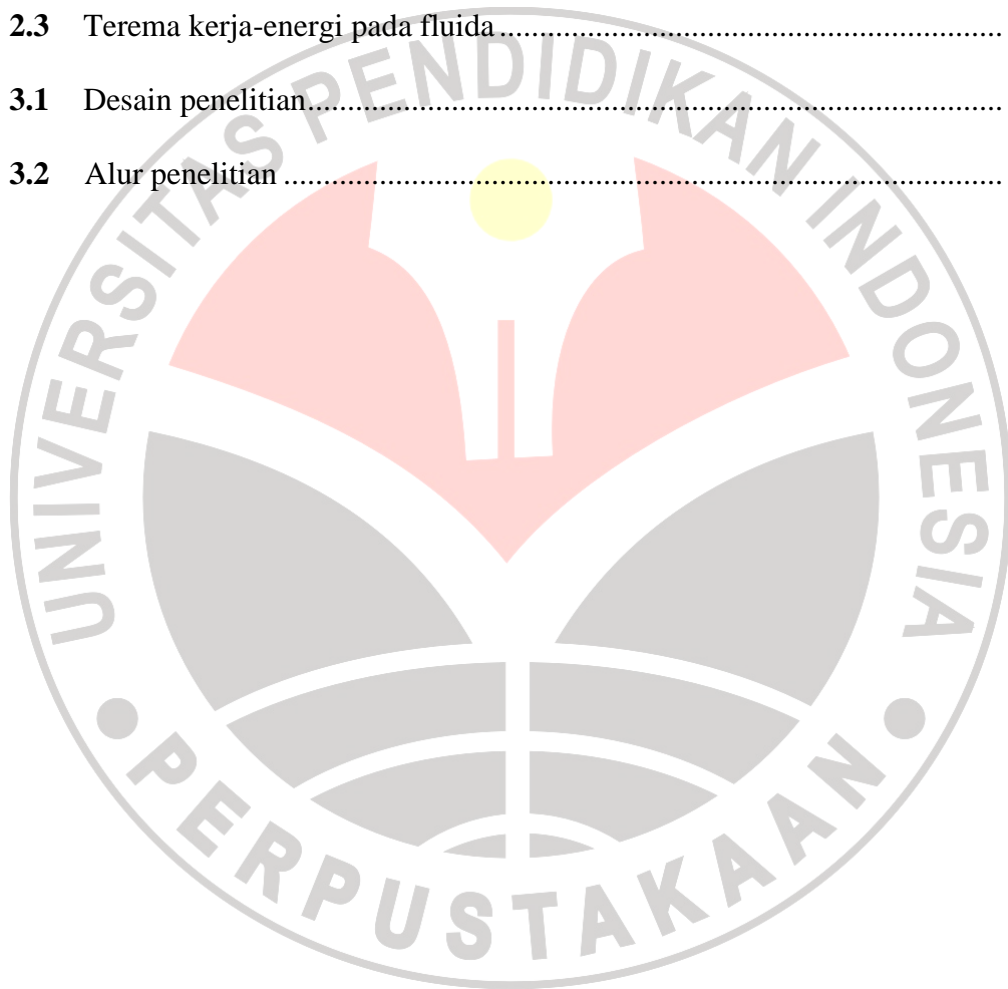 2.3 Terema kerja-energi pada fluida ............................................................
3.1 Desain penelitian ....................................................................................
3.2 Alur penelitian .......................................................................................
UNIVERSITAS PENDIDIKAN INDONESIA
PERPUSTAKAAN